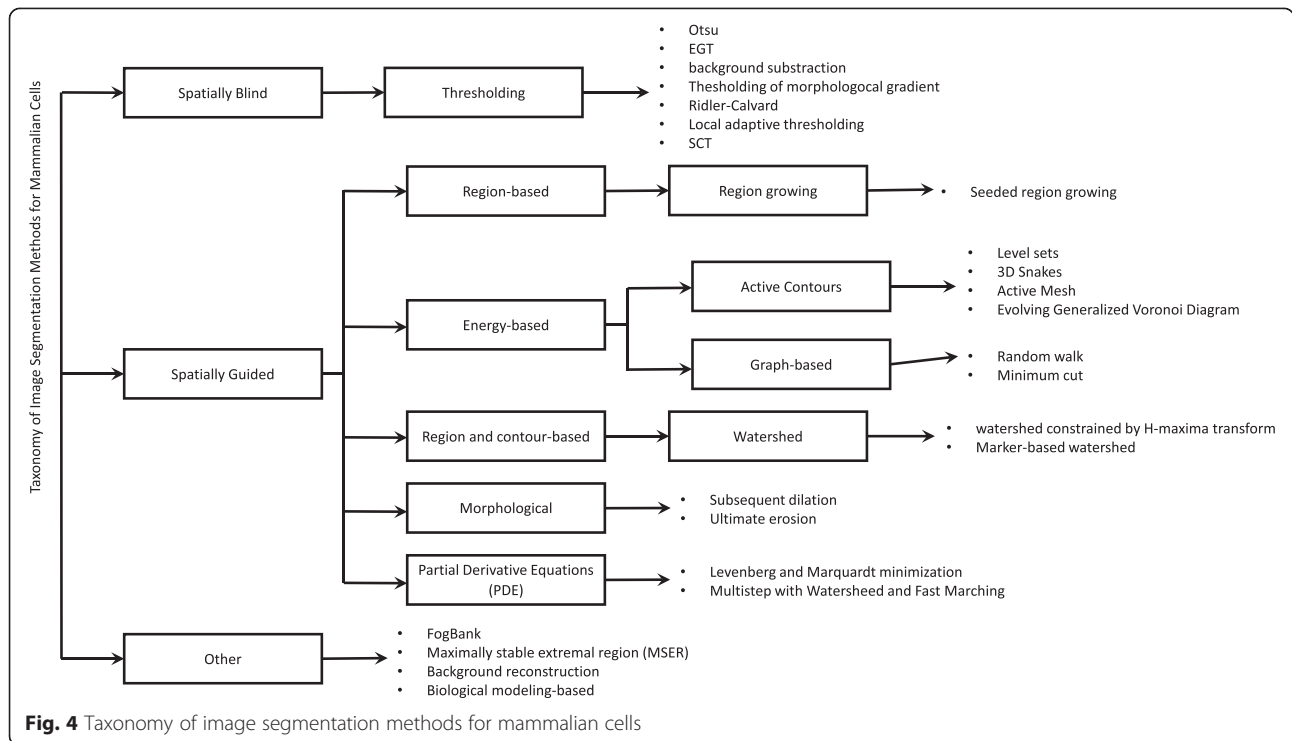 Taxonomy of Image Segmentation Methods for Mammalian Cells
Spatially Blind
Thresholding
• Otsu
• EGT
• background substraction
• Thesholding of morphologocal gradient
• Ridler-Calvard
• Local adaptive thresholding
• SCT
Spatially Guided
Region-based
Region growing
• Seeded region growing
Energy-based
Active Contours
• Level sets
• 3D Snakes
• Active Mesh
• Evolving Generalized Voronoi Diagram
Graph-based
• Random walk
• Minimum cut
Region and contour-based
Watershed
• watershed constrained by H-maxima transform
• Marker-based watershed
Morphological
• Subsequent dilation
• Ultimate erosion
Partial Derivative Equations
(PDE)
• Levenberg and Marquardt minimization
• Multistep with Watersheed and Fast Marching
Other
• FogBank
• Maximally stable extremal region (MSER)
• Background reconstruction
• Biological modeling-based
Fig. 4 Taxonomy of image segmentation methods for mammalian cells